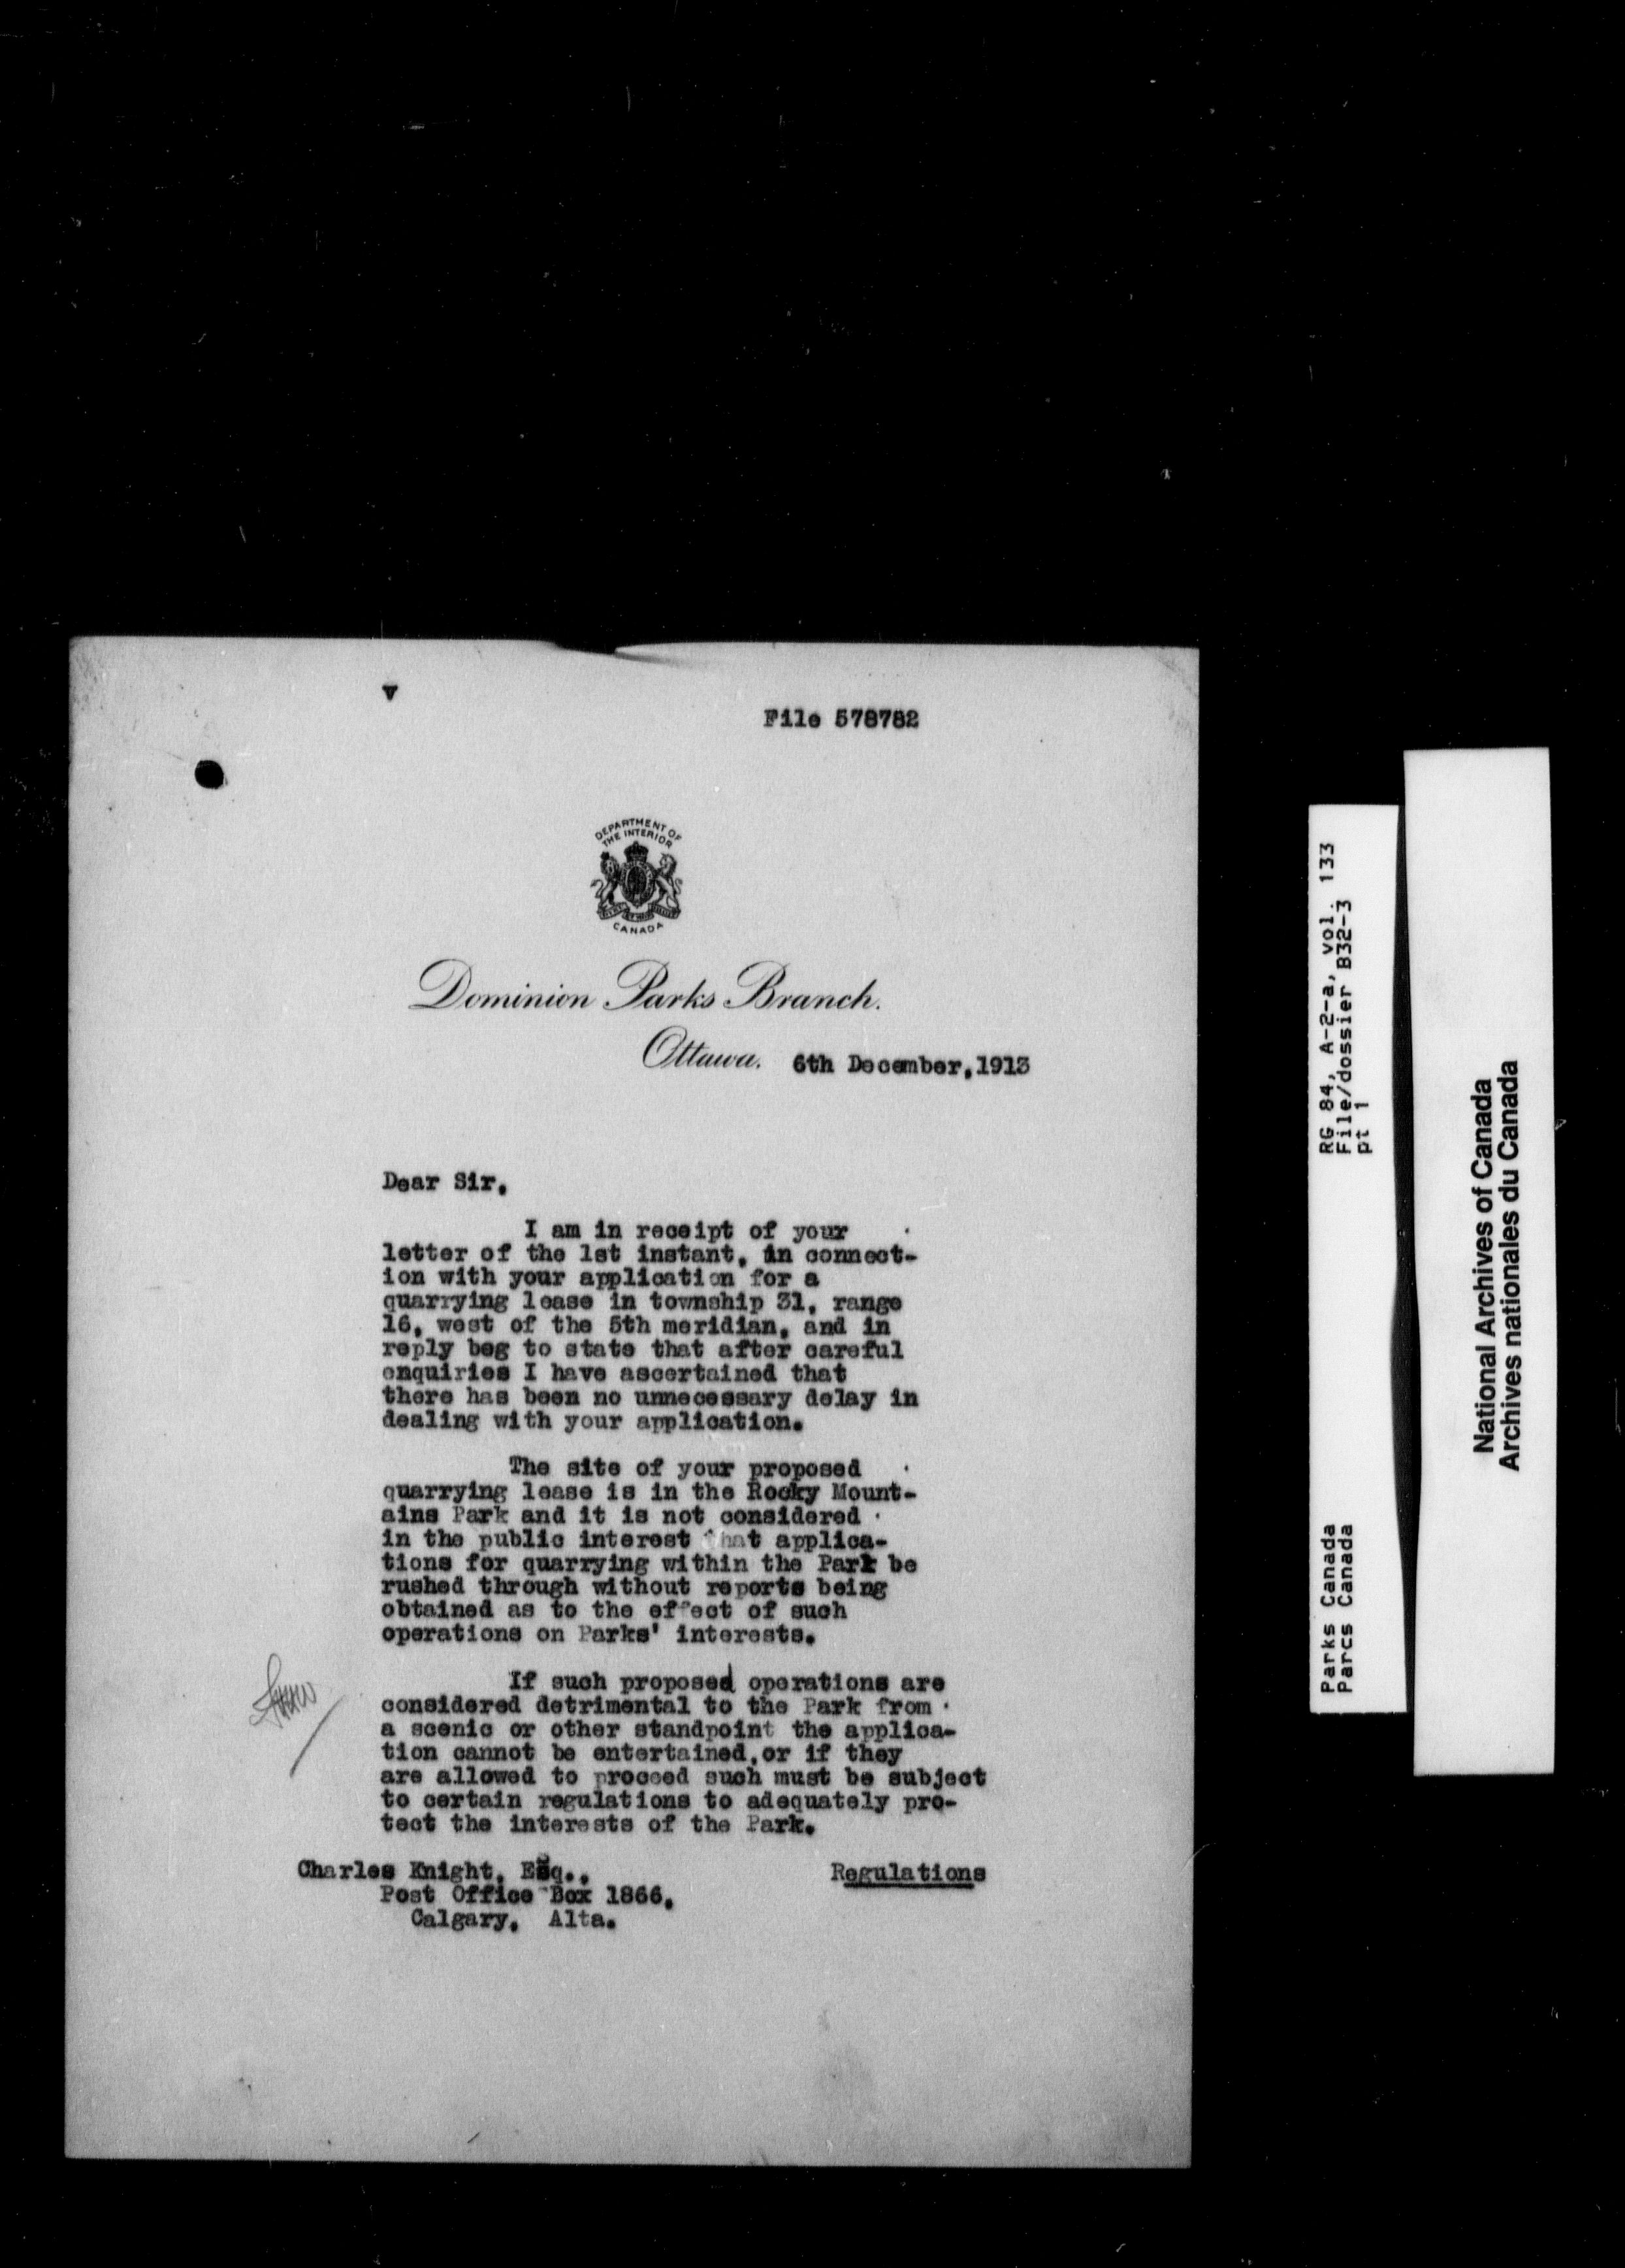 V
File 578782
DEPARTMENT OF
THE INTERIOR
CANADA
Dominion Parks Branch.
Ottawa. 6th December, 1913
Dear Sir,
I am in receipt of your
letter of the 1st instant, in connect-
ion with your application for a
quarrying lease in township 31, range
16, west of the 5th meridian, and in
reply beg to state that after careful
enquiries I have ascertained that
there has been no unnecessary delay in
dealing with your application.
The site of your proposed
quarrying lease is in the Rocky Mount-
ains Park and it is not considered
in the public interest that applica-
tions for quarrying within the Park be
rushed through without reports being
obtained as to the effect of such
operations on Parks' interests.
If such proposed operations are
considered detrimental to the Park from
a scenic or other standpoint the applica-
tion cannot be entertained, or if they
are allowed to proceed such must be subject
to certain regulations to adequately pro-
tect the interests of the Park.
Charles Knight, Esq.,
Post Office Box 1866,
Calgary, Alta.
Regulations
RG 84, A-2-a, vol. 133
File/dossier B32-3
pt 1
Parks Canada
Parcs Canada
National Archives of Canada
Archives nationales du Canada